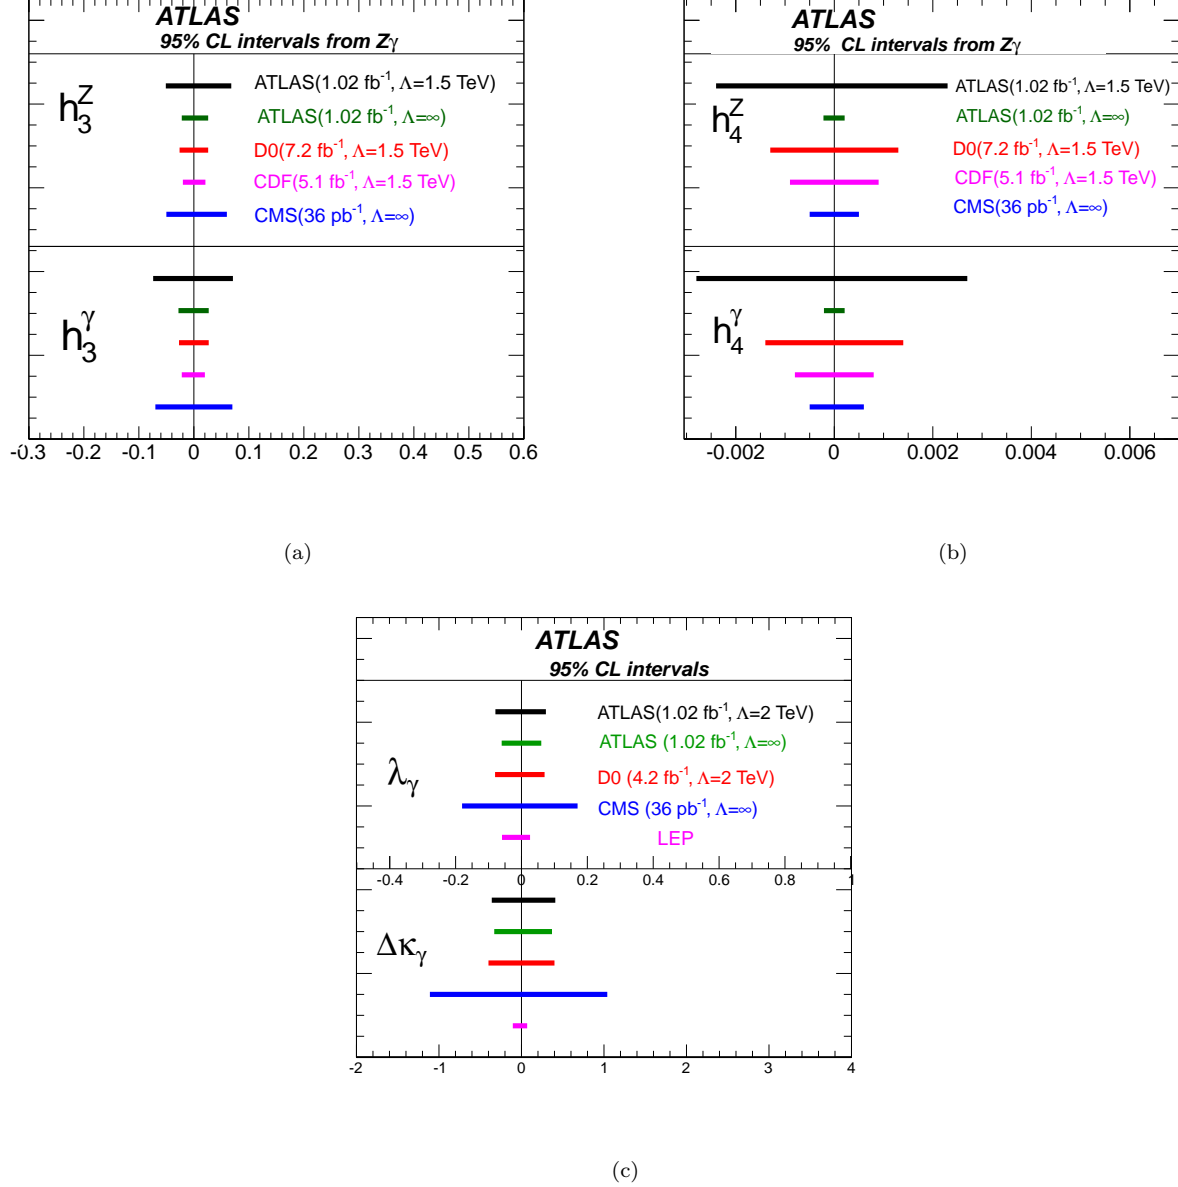 ATLAS
95% CL intervals from Zγ
h₃ᶻ
ATLAS(1.02 fb⁻¹, Λ=1.5 TeV)
ATLAS(1.02 fb⁻¹, Λ=∞)
D0(7.2 fb⁻¹, Λ=1.5 TeV)
CDF(5.1 fb⁻¹, Λ=1.5 TeV)
CMS(36 pb⁻¹, Λ=∞)
h₃ᵞ
-0.3 -0.2 -0.1 0 0.1 0.2 0.3 0.4 0.5 0.6
(a)
ATLAS
95% CL intervals from Zγ
h₄ᶻ
ATLAS(1.02 fb⁻¹, Λ=1.5 TeV)
ATLAS(1.02 fb⁻¹, Λ=∞)
D0(7.2 fb⁻¹, Λ=1.5 TeV)
CDF(5.1 fb⁻¹, Λ=1.5 TeV)
CMS(36 pb⁻¹, Λ=∞)
h₄ᵞ
-0.002 0 0.002 0.004 0.006
(b)
ATLAS
95% CL intervals
λᵧ
ATLAS(1.02 fb⁻¹, Λ=2 TeV)
ATLAS (1.02 fb⁻¹, Λ=∞)
D0 (4.2 fb⁻¹, Λ=2 TeV)
CMS (36 pb⁻¹, Λ=∞)
LEP
-0.4 -0.2 0 0.2 0.4 0.6 0.8 1
Δκᵧ
-2 -1 0 1 2 3 4
(c)